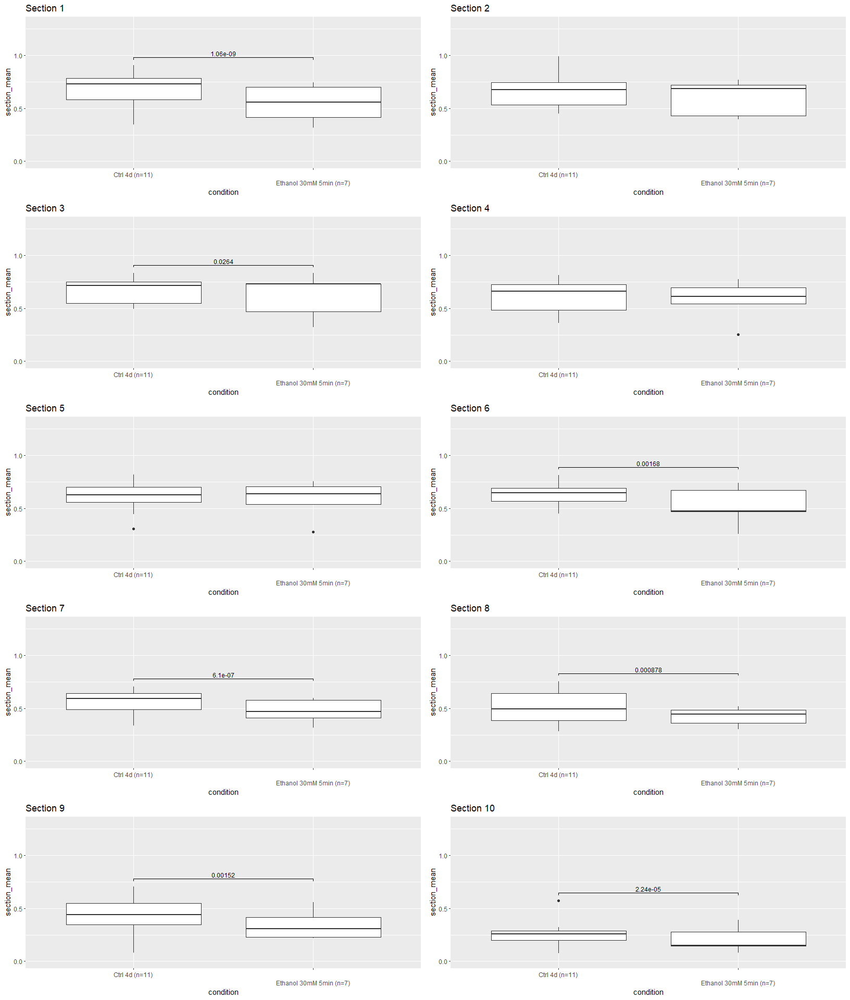 Section 1
1.06e-09
1.0
0.5
0.0
section_mean
Ctrl 4d (n=11)
Ethanol 30mM 5min (n=7)
condition
Section 2
1.0
0.5
0.0
section_mean
Ctrl 4d (n=11)
Ethanol 30mM 5min (n=7)
condition
Section 3
0.0264
1.0
0.5
0.0
section_mean
Ctrl 4d (n=11)
Ethanol 30mM 5min (n=7)
condition
Section 4
1.0
0.5
0.0
section_mean
Ctrl 4d (n=11)
Ethanol 30mM 5min (n=7)
condition
Section 5
1.0
0.5
0.0
section_mean
Ctrl 4d (n=11)
Ethanol 30mM 5min (n=7)
condition
Section 6
0.00168
1.0
0.5
0.0
section_mean
Ctrl 4d (n=11)
Ethanol 30mM 5min (n=7)
condition
Section 7
6.1e-07
1.0
0.5
0.0
section_mean
Ctrl 4d (n=11)
Ethanol 30mM 5min (n=7)
condition
Section 8
0.000878
1.0
0.5
0.0
section_mean
Ctrl 4d (n=11)
Ethanol 30mM 5min (n=7)
condition
Section 9
0.00152
1.0
0.5
0.0
section_mean
Ctrl 4d (n=11)
Ethanol 30mM 5min (n=7)
condition
Section 10
2.24e-05
1.0
0.5
0.0
section_mean
Ctrl 4d (n=11)
Ethanol 30mM 5min (n=7)
condition